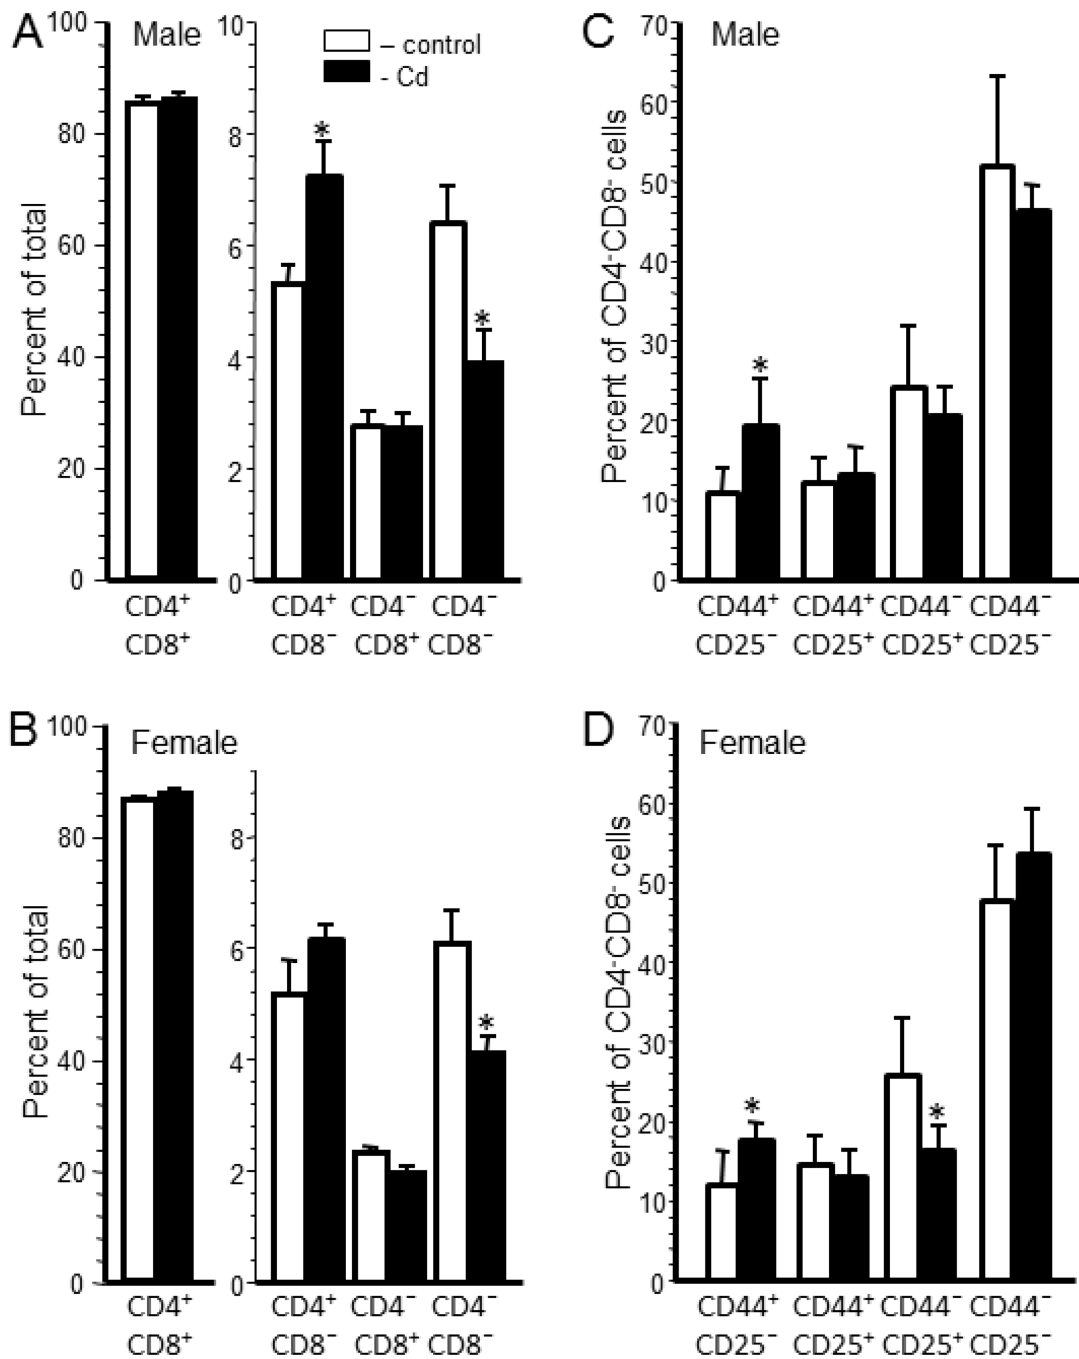 A
Male
100
80
60
40
20
0
Percent of total
CD4⁺
CD8⁺
10
8
6
4
2
0
– control
- Cd
*
*
CD4⁺ CD4⁻ CD4⁻
CD8⁻ CD8⁺ CD8⁻
C
Male
70
60
50
40
30
20
10
0
Percent of CD4⁻CD8⁻ cells
*
CD44⁺ CD44⁺ CD44⁻ CD44⁻
CD25⁻ CD25⁺ CD25⁺ CD25⁻
B
Female
100
80
60
40
20
0
Percent of total
CD4⁺
CD8⁺
8
6
4
2
0
*
CD4⁺ CD4⁻ CD4⁻
CD8⁻ CD8⁺ CD8⁻
D
Female
70
60
50
40
30
20
10
0
Percent of CD4⁻CD8⁻ cells
*
*
CD44⁺ CD44⁺ CD44⁻ CD44⁻
CD25⁻ CD25⁺ CD25⁺ CD25⁻